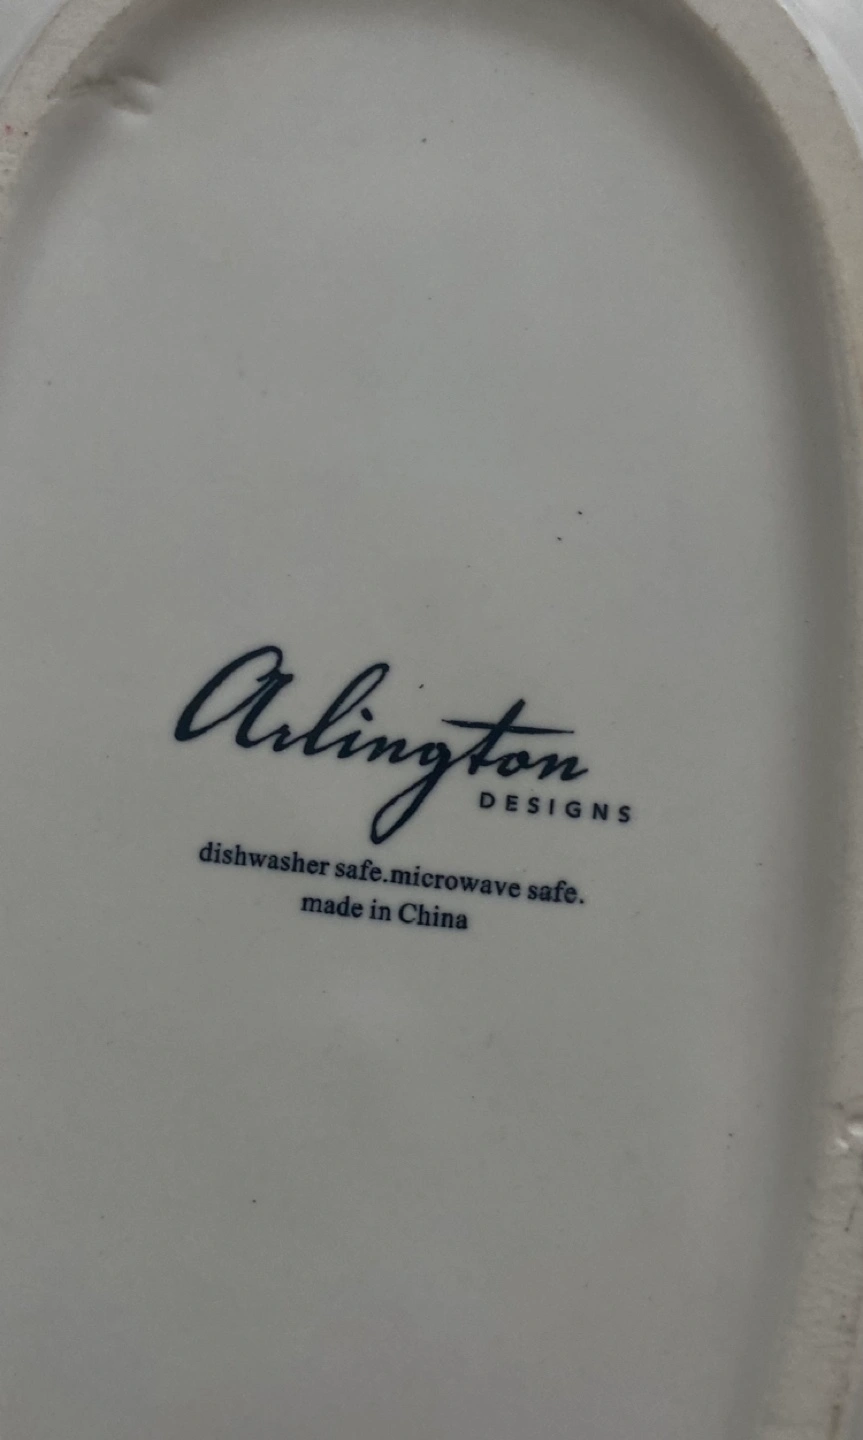 Arlington
DESIGNS
dishwasher safe.microwave safe.
made in China